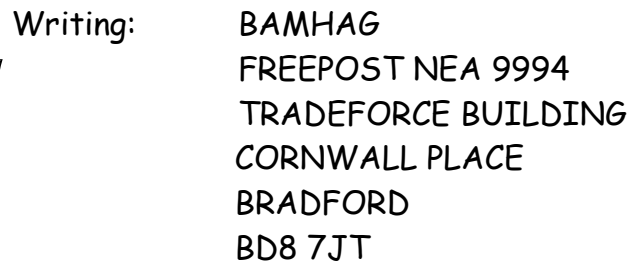 Writing: BAMHAG
FREEPOST NEA 9994
TRADEFORCE BUILDING
CORNWALL PLACE
BRADFORD
BD8 7JT